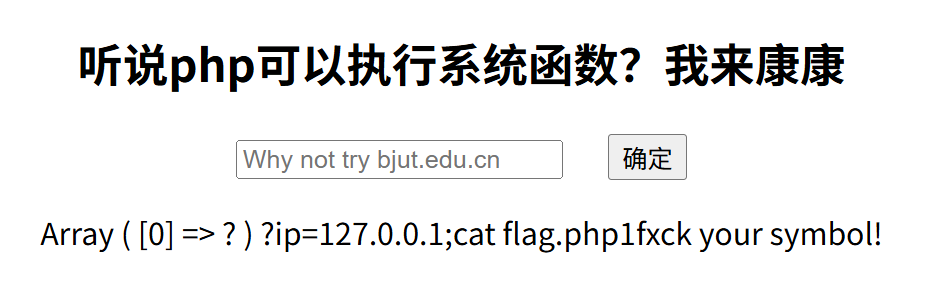 听说php可以执行系统函数？我来康康
Why not try bjut.edu.cn 确定
Array ( [0] => ? ) ?ip=127.0.0.1;cat flag.php1fxck your symbol!